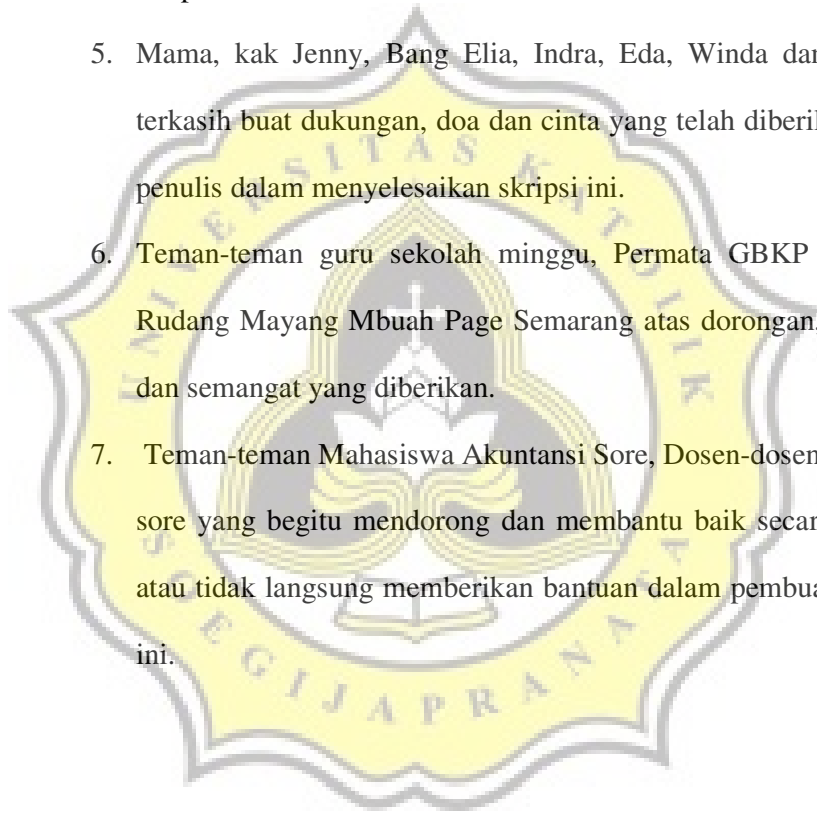 5. Mama, kak Jenny, Bang Elia, Indra, Eda, Winda dan
terkasih buat dukungan, doa dan cinta yang telah
penulis dalam menyelesaikan skripsi ini.
6. Teman-teman guru sekolah minggu, Permata GBKP
Rudang Mayang Mbuah Page Semarang atas dorongan,
dan semangat yang diberikan.
7. Teman-teman Mahasiswa Akuntansi Sore, Dosen-dosen
sore yang begitu mendorong dan membantu baik
atau tidak langsung memberikan bantuan dalam
ini.
UNIVERSITAS KATOLIK
SOEGIJAPRANATA